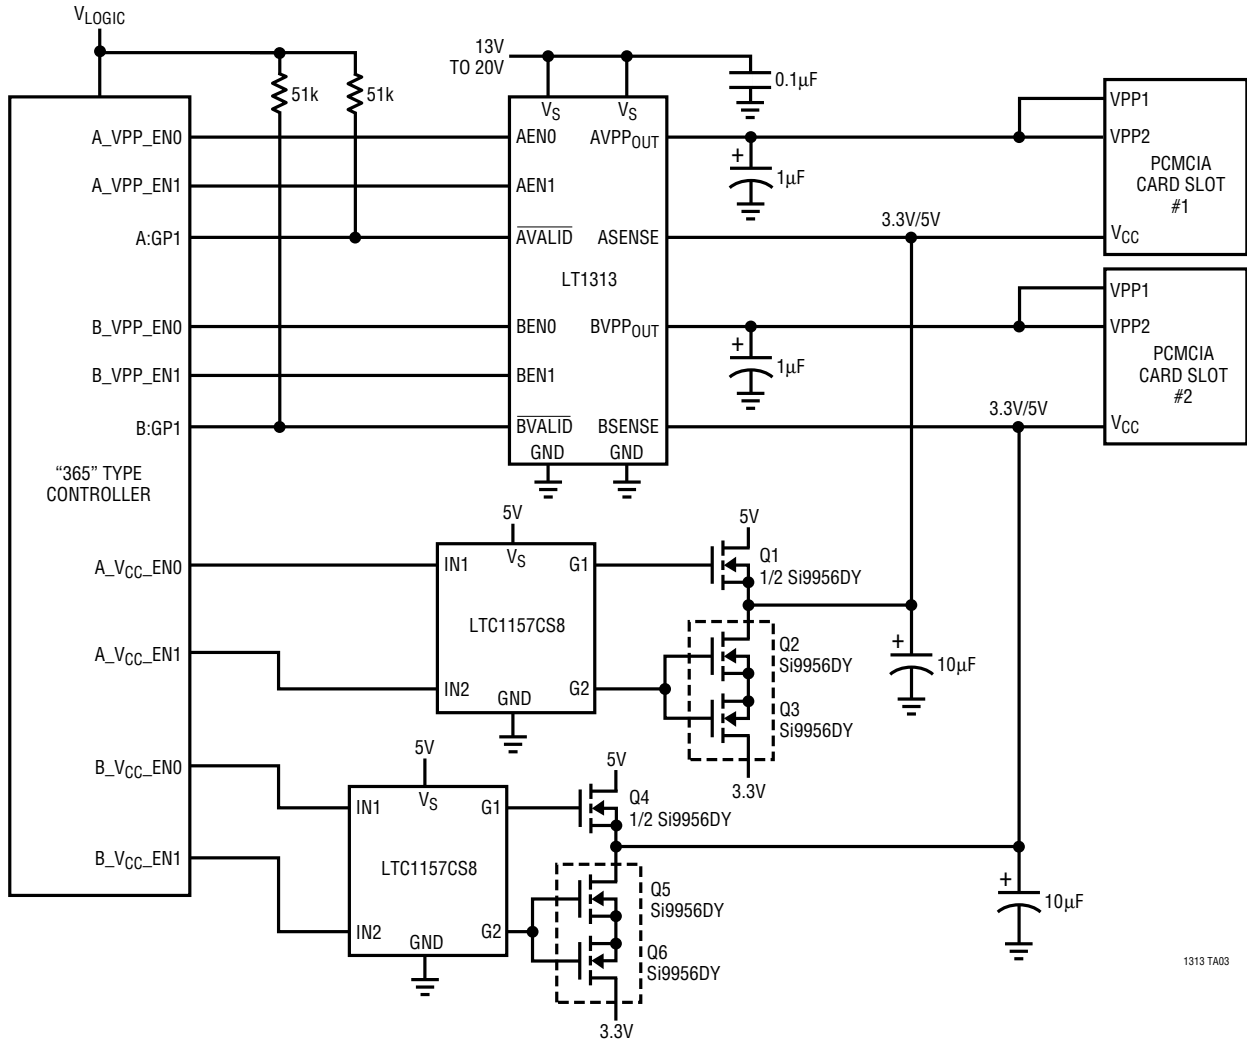 VLOGIC
13V
TO 20V
51k
51k
0.1µF
VS
VS
A_VPP_EN0
A_VPP_EN1
A:GP1
B_VPP_EN0
B_VPP_EN1
B:GP1
"365" TYPE
CONTROLLER
A_VCC_EN0
A_VCC_EN1
B_VCC_EN0
B_VCC_EN1
AEN0
AEN1
AVALID
BEN0
BEN1
BVALID
LT1313
AVPPOUT
ASENSE
BVPPOUT
BSENSE
GND
GND
+
1µF
+
1µF
3.3V/5V
3.3V/5V
VPP1
VPP2
VCC
PCMCIA
CARD SLOT
#1
VPP1
VPP2
VCC
PCMCIA
CARD SLOT
#2
5V
VS
IN1
IN2
LTC1157CS8
G1
G2
GND
5V
Q1
1/2 Si9956DY
Q2
Si9956DY
Q3
Si9956DY
3.3V
+
10µF
5V
VS
IN1
IN2
LTC1157CS8
G1
G2
GND
5V
Q4
1/2 Si9956DY
Q5
Si9956DY
Q6
Si9956DY
3.3V
+
10µF
1313 TA03